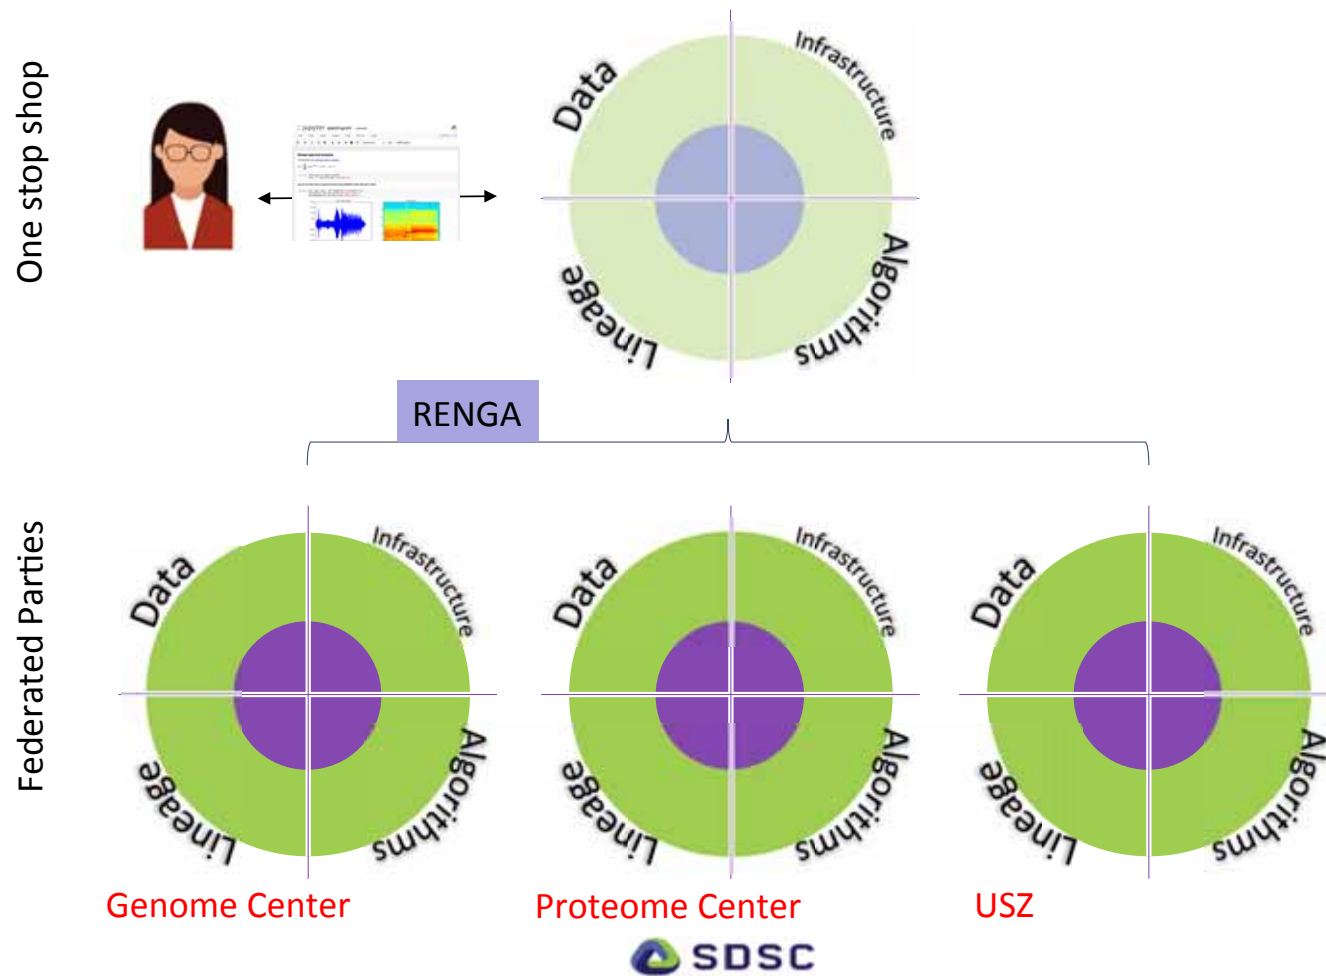 One stop shop
jupyter
Data
Infrastructure
Lineage
Algorithms
RENGA
Federated Parties
Data
Infrastructure
Lineage
Algorithms
Data
Infrastructure
Lineage
Algorithms
Data
Infrastructure
Lineage
Algorithms
Genome Center
Proteome Center
USZ
SDSC